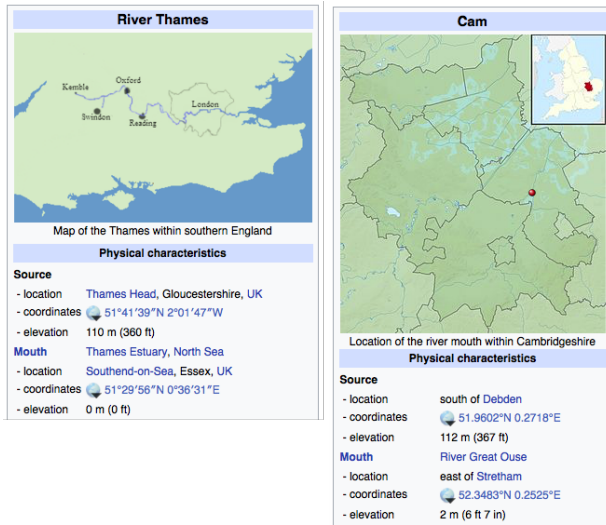 River Thames
Kemble
Oxford
London
Swindon
Reading
Map of the Thames within southern England
Physical characteristics
Source
- location Thames Head, Gloucestershire, UK
- coordinates 51°41′39″N 2°01′47″W
- elevation 110 m (360 ft)
Mouth Thames Estuary, North Sea
- location Southend-on-Sea, Essex, UK
- coordinates 51°29′56″N 0°36′31″E
- elevation 0 m (0 ft)
Cam
Location of the river mouth within Cambridgeshire
Physical characteristics
Source
- location south of Debden
- coordinates 51.9602°N 0.2718°E
- elevation 112 m (367 ft)
Mouth River Great Ouse
- location east of Stretham
- coordinates 52.3483°N 0.2525°E
- elevation 2 m (6 ft 7 in)